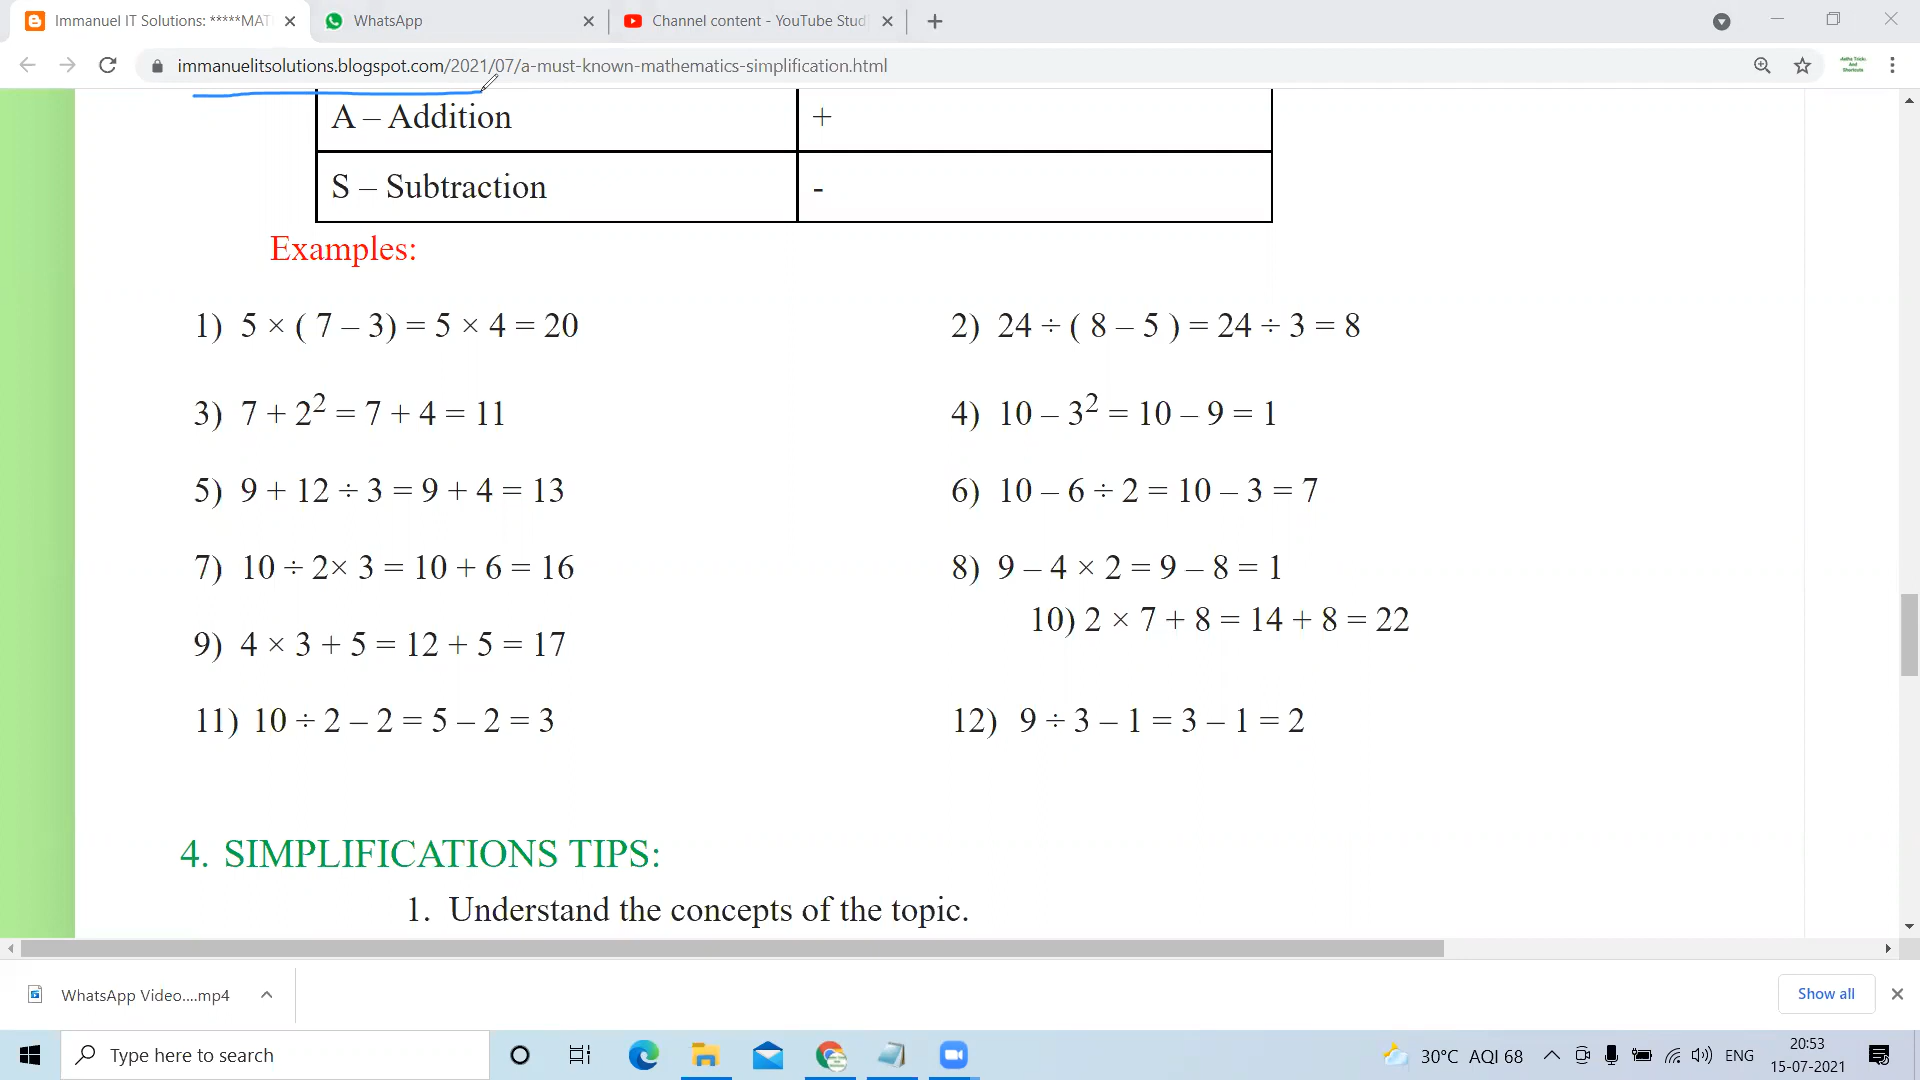 Immanuel IT Solutions: *****MAT
WhatsApp
Channel content - YouTube Stud
immanuelitsolutions.blogspot.com/2021/07/a-must-known-mathematics-simplification.html
A – Addition +
S – Subtraction -
Examples:
1) 5 × ( 7 – 3) = 5 × 4 = 20
2) 24 ÷ ( 8 – 5 ) = 24 ÷ 3 = 8
3) 7 + 2² = 7 + 4 = 11
4) 10 – 3² = 10 – 9 = 1
5) 9 + 12 ÷ 3 = 9 + 4 = 13
6) 10 – 6 ÷ 2 = 10 – 3 = 7
7) 10 ÷ 2× 3 = 10 + 6 = 16
8) 9 – 4 × 2 = 9 – 8 = 1
10) 2 × 7 + 8 = 14 + 8 = 22
9) 4 × 3 + 5 = 12 + 5 = 17
11) 10 ÷ 2 – 2 = 5 – 2 = 3
12) 9 ÷ 3 – 1 = 3 – 1 = 2
4. SIMPLIFICATIONS TIPS:
1. Understand the concepts of the topic.
WhatsApp Video....mp4
Show all
Type here to search
30°C AQI 68
ENG
20:53
15-07-2021